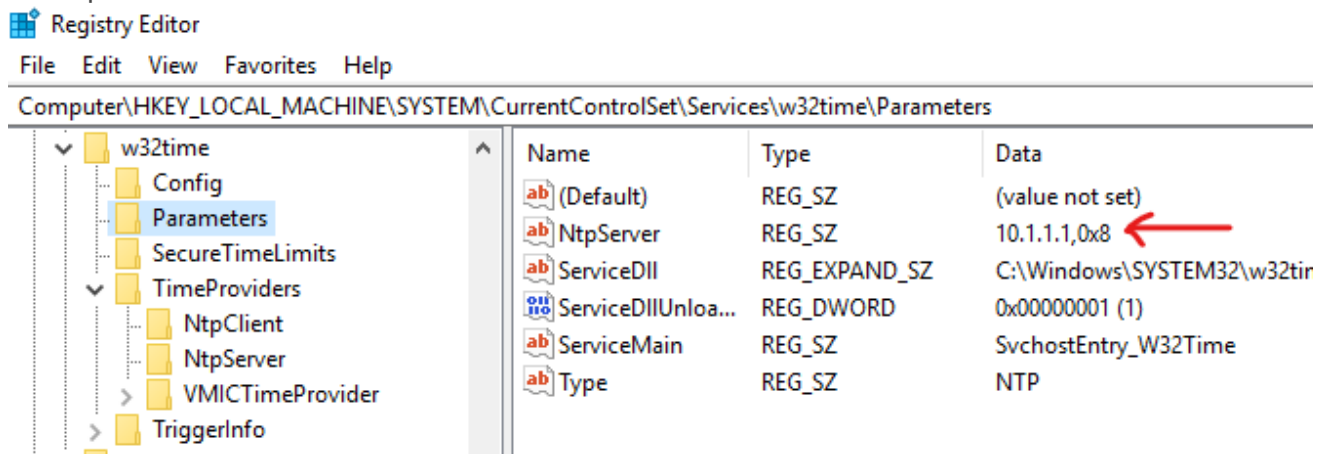 Registry Editor
File Edit View Favorites Help
Computer\HKEY_LOCAL_MACHINE\SYSTEM\CurrentControlSet\Services\w32time\Parameters
w32time
Config
Parameters
SecureTimeLimits
TimeProviders
NtpClient
NtpServer
VMICTimeProvider
TriggerInfo
Name Type Data
(Default) REG_SZ (value not set)
NtpServer REG_SZ 10.1.1.1,0x8
ServiceDll REG_EXPAND_SZ C:\Windows\SYSTEM32\w32tir
ServiceDllUnloa... REG_DWORD 0x00000001 (1)
ServiceMain REG_SZ SvchostEntry_W32Time
Type REG_SZ NTP